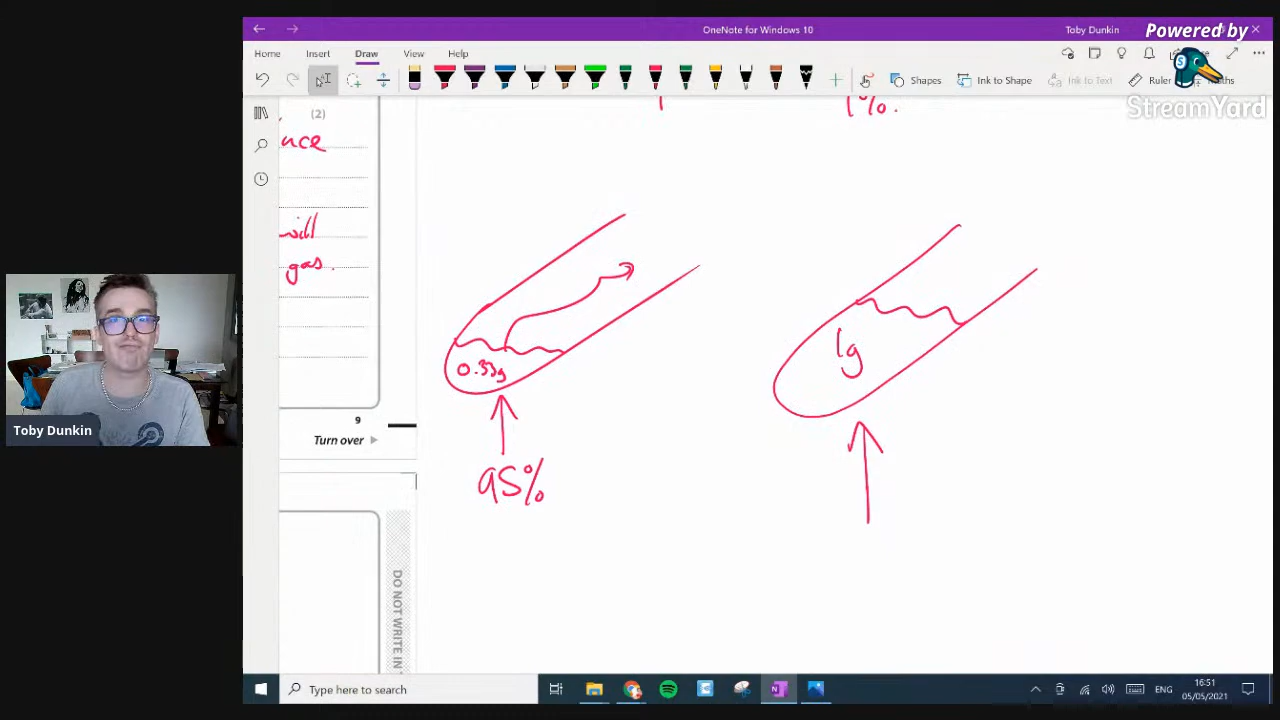 OneNote for Windows 10
Toby Dunkin
Powered by
StreamYard
Home Insert Draw View Help
Shapes
Ink to Shape
Ink to Text
Ruler
Maths
(2)
ence
will
gas.
1%.
0.33g
95%
1g
9
Turn over
DO NOT WRITE IN
Toby Dunkin
Type here to search
ENG
16:51
05/05/2021